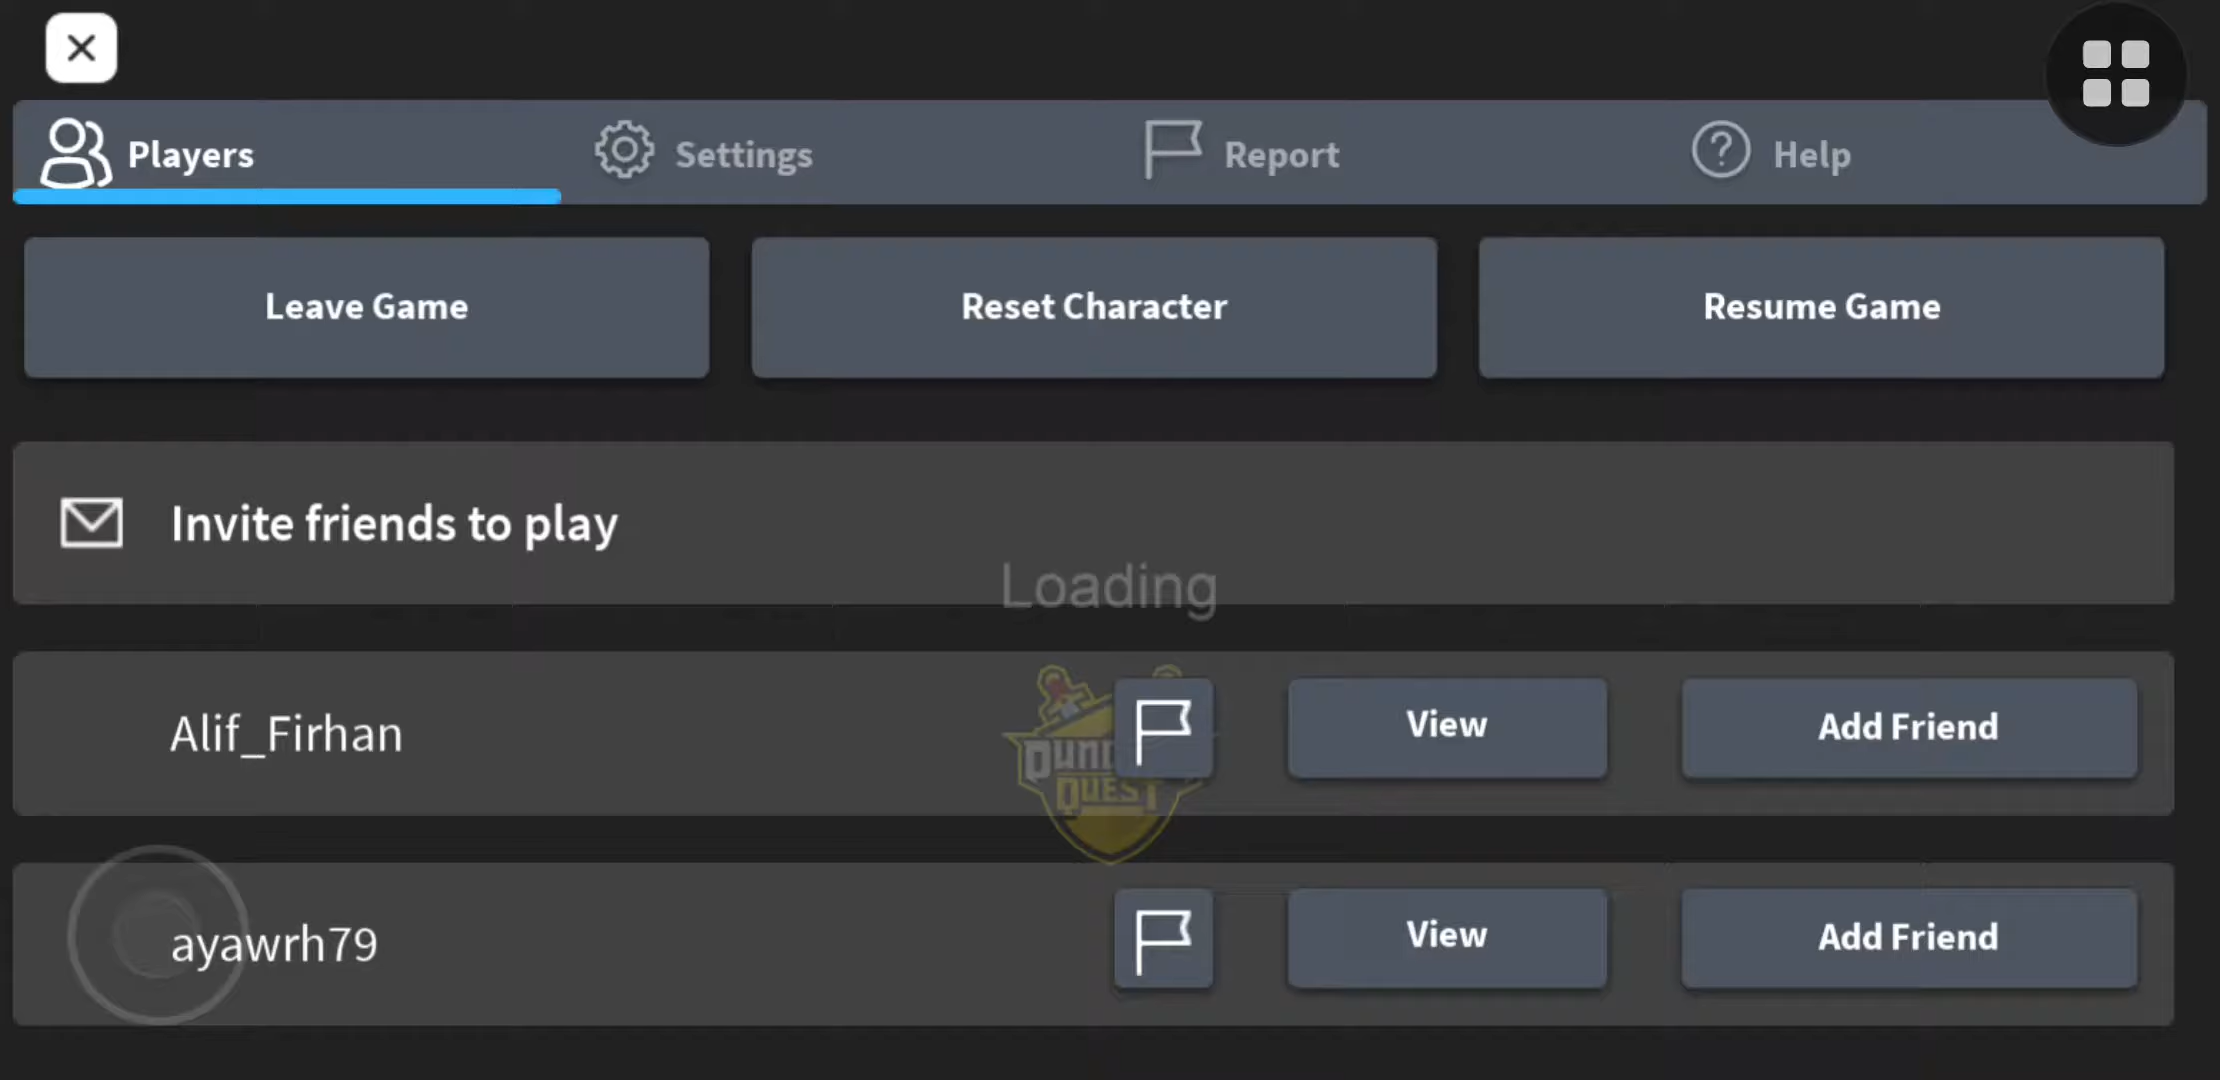 Players
Settings
Report
Help
Leave Game
Reset Character
Resume Game
Invite friends to play
Loading
Alif_Firhan
View
Add Friend
QUEST
ayawrh79
View
Add Friend